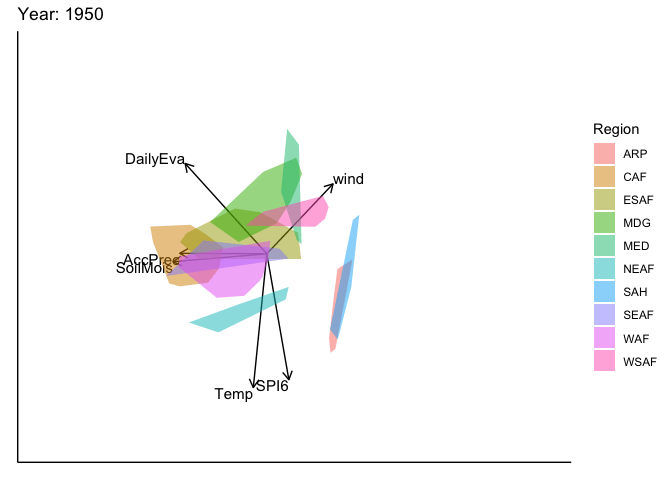 Year: 1950
DailyEva
wind
AccPrec
SoilMois
Temp
SPI6
Region
ARP
CAF
ESAF
MDG
MED
NEAF
SAH
SEAF
WAF
WSAF